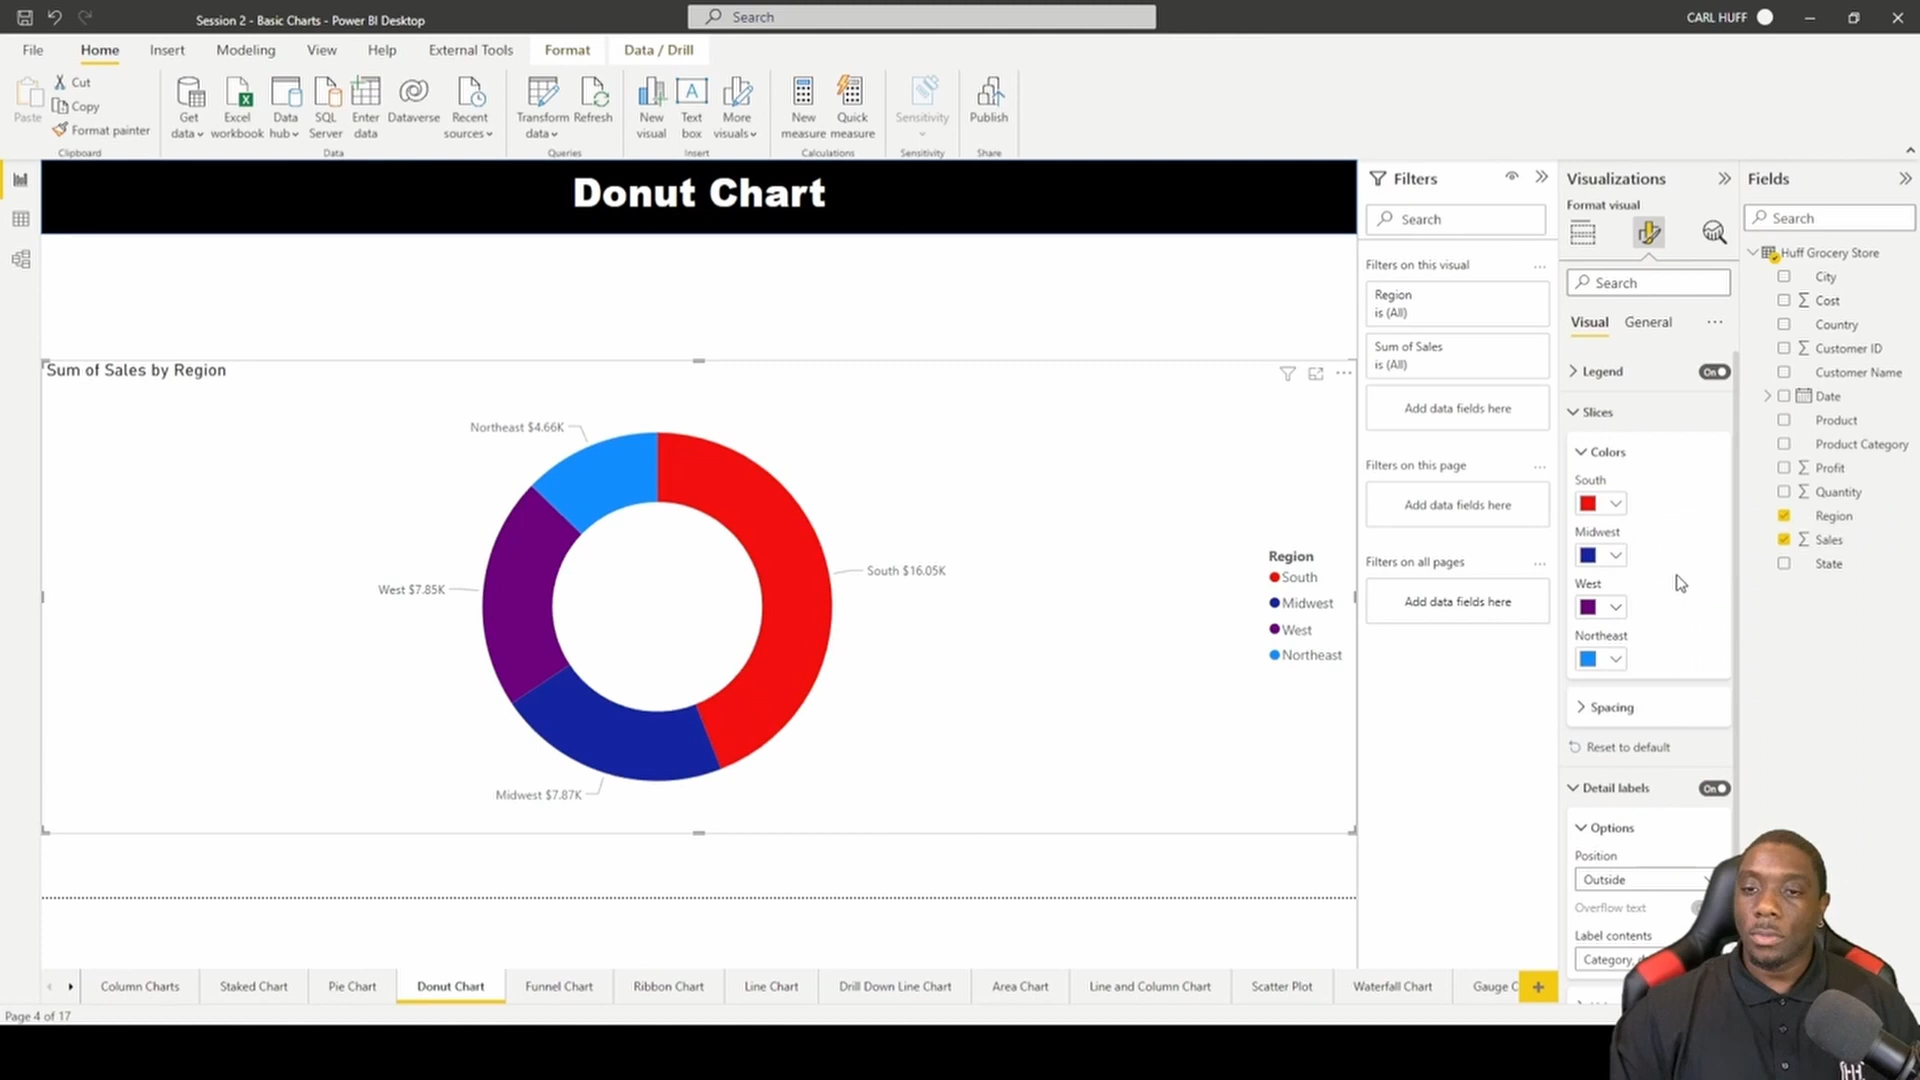 Session 2 - Basic Charts - Power BI Desktop
Search
CARL HUFF
File
Home
Insert
Modeling
View
Help
External Tools
Format
Data / Drill
Paste
Cut
Copy
Format painter
Clipboard
Get data
Excel workbook
Data hub
SQL Server
Enter data
Dataverse
Recent sources
Data
Transform data
Refresh
Queries
New visual
Text box
More visuals
Insert
New measure
Quick measure
Calculations
Sensitivity
Sensitivity
Publish
Share
Donut Chart
Sum of Sales by Region
Northeast $4.66K
South $16.05K
West $7.85K
Midwest $7.87K
Region
South
Midwest
West
Northeast
Filters
Search
Filters on this visual
Region
is (All)
Sum of Sales
is (All)
Add data fields here
Filters on this page
Add data fields here
Filters on all pages
Add data fields here
Visualizations
Format visual
Search
Visual
General
Legend
On
Slices
Colors
South
Midwest
West
Northeast
Spacing
Reset to default
Detail labels
On
Options
Position
Outside
Overflow text
Label contents
Category,
Fields
Search
Huff Grocery Store
City
Cost
Country
Customer ID
Customer Name
Date
Product
Product Category
Profit
Quantity
Region
Sales
State
Column Charts
Staked Chart
Pie Chart
Donut Chart
Funnel Chart
Ribbon Chart
Line Chart
Drill Down Line Chart
Area Chart
Line and Column Chart
Scatter Plot
Waterfall Chart
Gauge C
Page 4 of 17